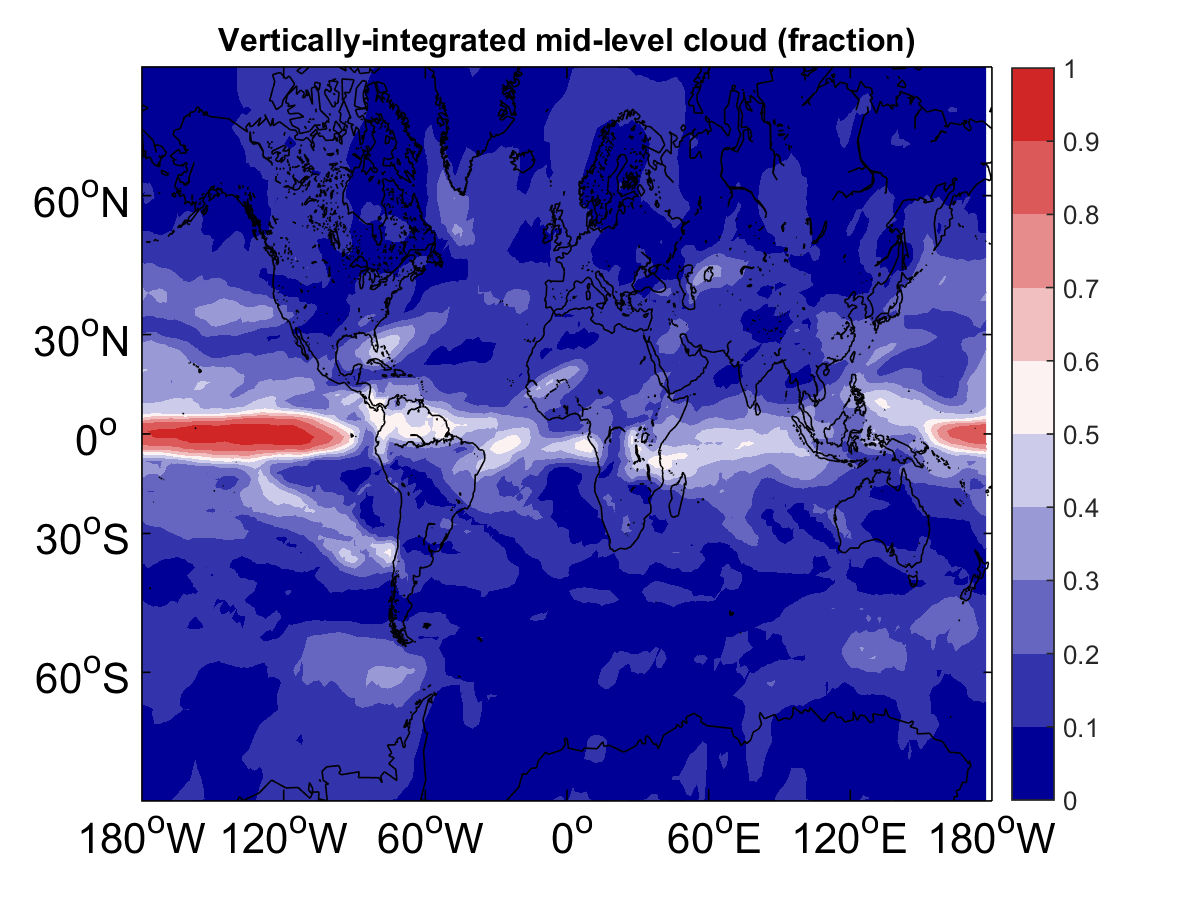 Vertically-integrated mid-level cloud (fraction)
60°N
30°N
0°
30°S
60°S
180°W 120°W 60°W 0° 60°E 120°E 180°W
1
0.9
0.8
0.7
0.6
0.5
0.4
0.3
0.2
0.1
0